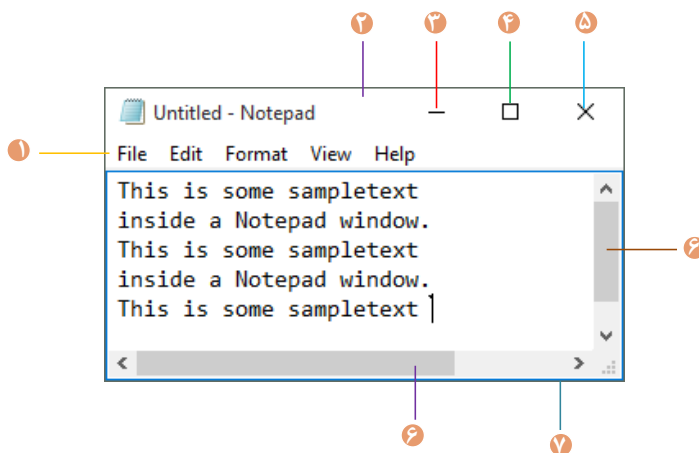 ۲ ۳ ۴ ۵
Untitled - Notepad
۱
File Edit Format View Help
This is some sampletext
inside a Notepad window.
This is some sampletext
inside a Notepad window.
This is some sampletext
۶
۶ ۷